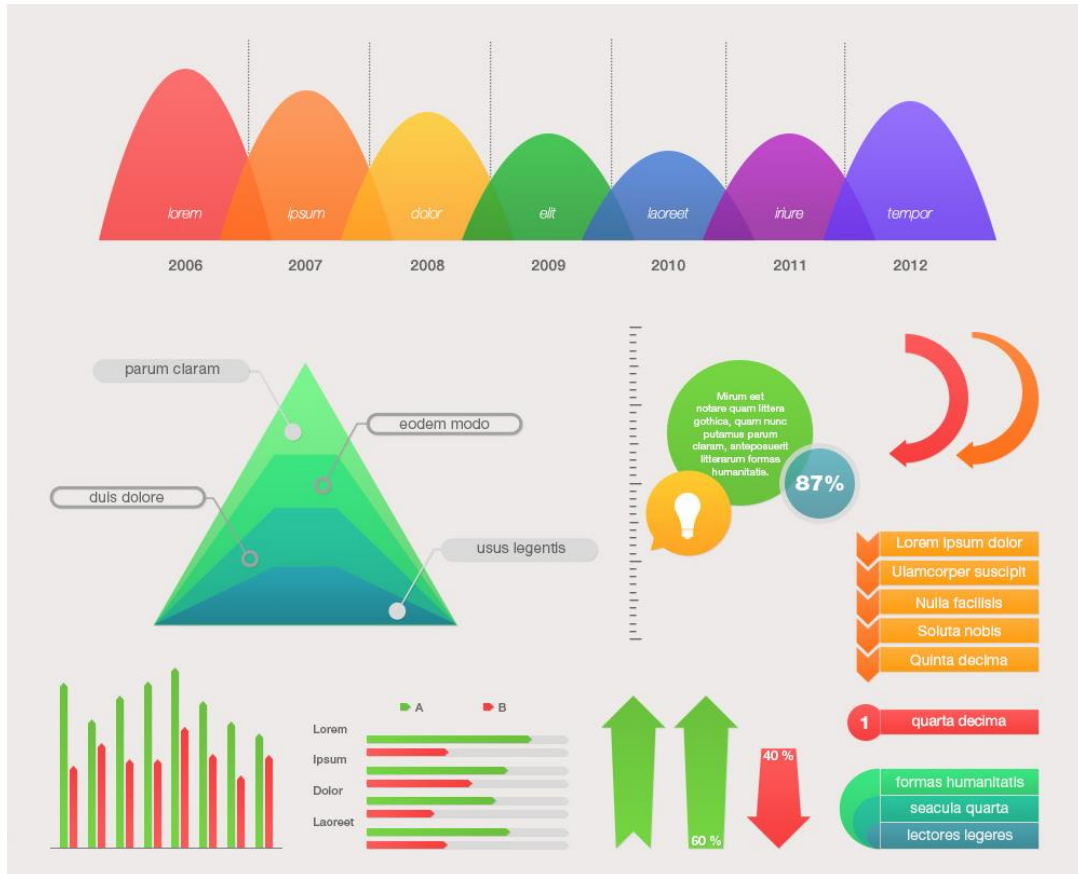 lorem
ipsum
dolor
elit
laoreet
iriure
tempor
2006
2007
2008
2009
2010
2011
2012
parum claram
eodem modo
duis dolore
usus legentis
Mirum est
notare quam littera
gothica, quam nunc
putamus parum
claram, anteposuerit
litterarum formas
humanitatis.
87%
Lorem ipsum dolor
Ulamcorper suscipit
Nulla facilisis
Soluta nobis
Quinta decima
A
B
Lorem
Ipsum
Dolor
Laoreet
60 %
40 %
1
quarta decima
formas humanitatis
seacula quarta
lectores legeres